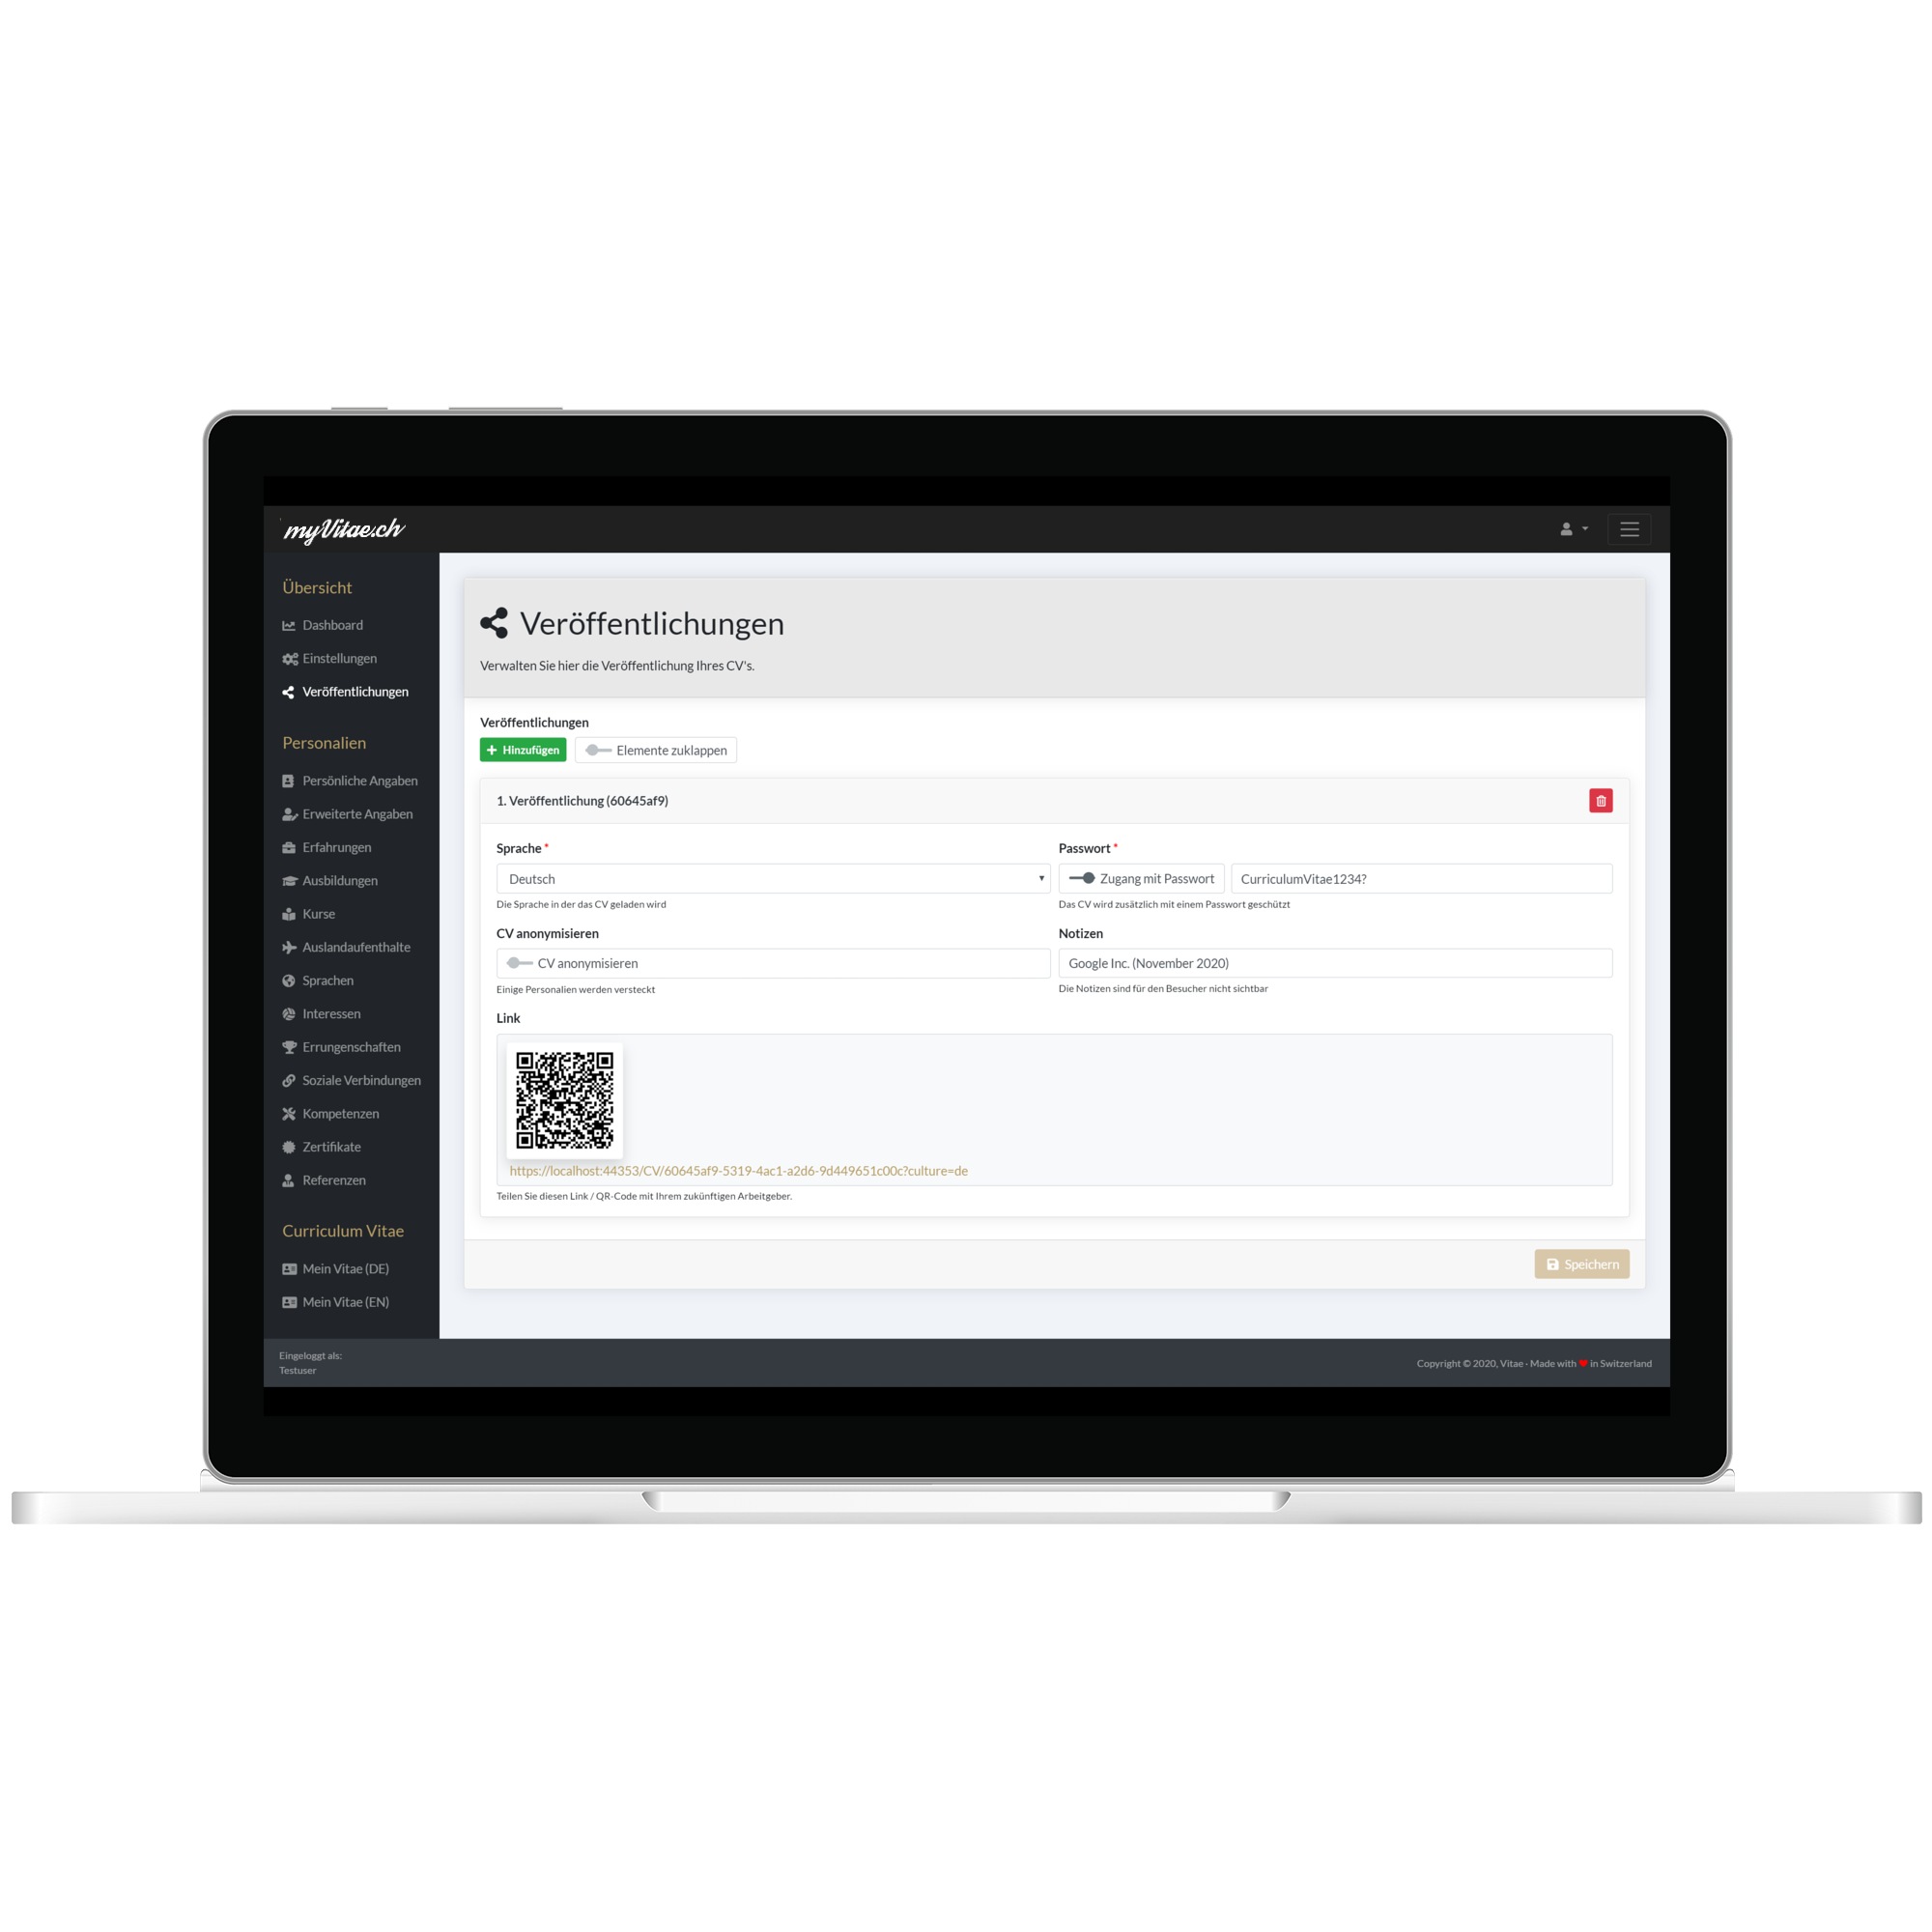 myVitae.ch
Übersicht
Dashboard
Einstellungen
Veröffentlichungen
Personalien
Persönliche Angaben
Erweiterte Angaben
Erfahrungen
Ausbildungen
Kurse
Auslandaufenthalte
Sprachen
Interessen
Errungenschaften
Soziale Verbindungen
Kompetenzen
Zertifikate
Referenzen
Curriculum Vitae
Mein Vitae (DE)
Mein Vitae (EN)
Veröffentlichungen
Verwalten Sie hier die Veröffentlichung Ihres CV's.
Veröffentlichungen
Hinzufügen Elemente zuklappen
1. Veröffentlichung (60645af9)
Sprache *
Deutsch
Die Sprache in der das CV geladen wird
Passwort *
Zugang mit Passwort CurriculumVitae1234?
Das CV wird zusätzlich mit einem Passwort geschützt
CV anonymisieren
CV anonymisieren
Einige Personalien werden versteckt
Notizen
Google Inc. (November 2020)
Die Notizen sind für den Besucher nicht sichtbar
Link
https://localhost:44353/CV/60645af9-5319-4ac1-a2d6-9d449651c00c?culture=de
Teilen Sie diesen Link / QR-Code mit Ihrem zukünftigen Arbeitgeber.
Speichern
Eingeloggt als:
Testuser
Copyright © 2020, Vitae · Made with ❤ in Switzerland